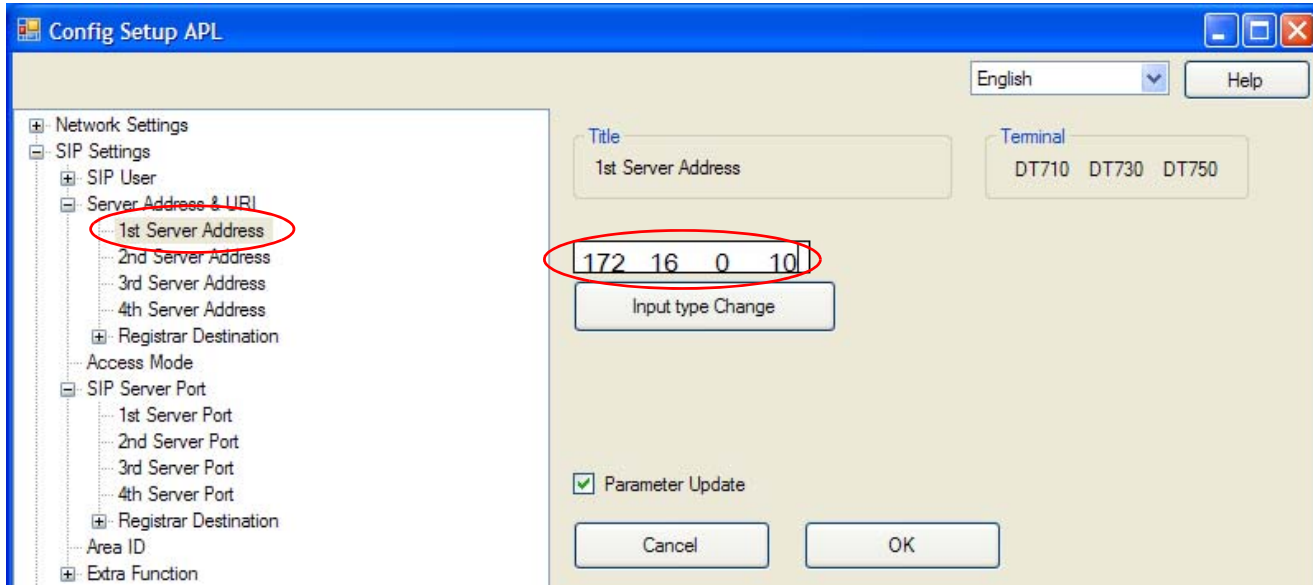 Config Setup APL
English
Help
Network Settings
SIP Settings
SIP User
Server Address & URI
1st Server Address
2nd Server Address
3rd Server Address
4th Server Address
Registrar Destination
Access Mode
SIP Server Port
1st Server Port
2nd Server Port
3rd Server Port
4th Server Port
Registrar Destination
Area ID
Extra Function
Title
1st Server Address
Terminal
DT710 DT730 DT750
172 16 0 10
Input type Change
Parameter Update
Cancel
OK